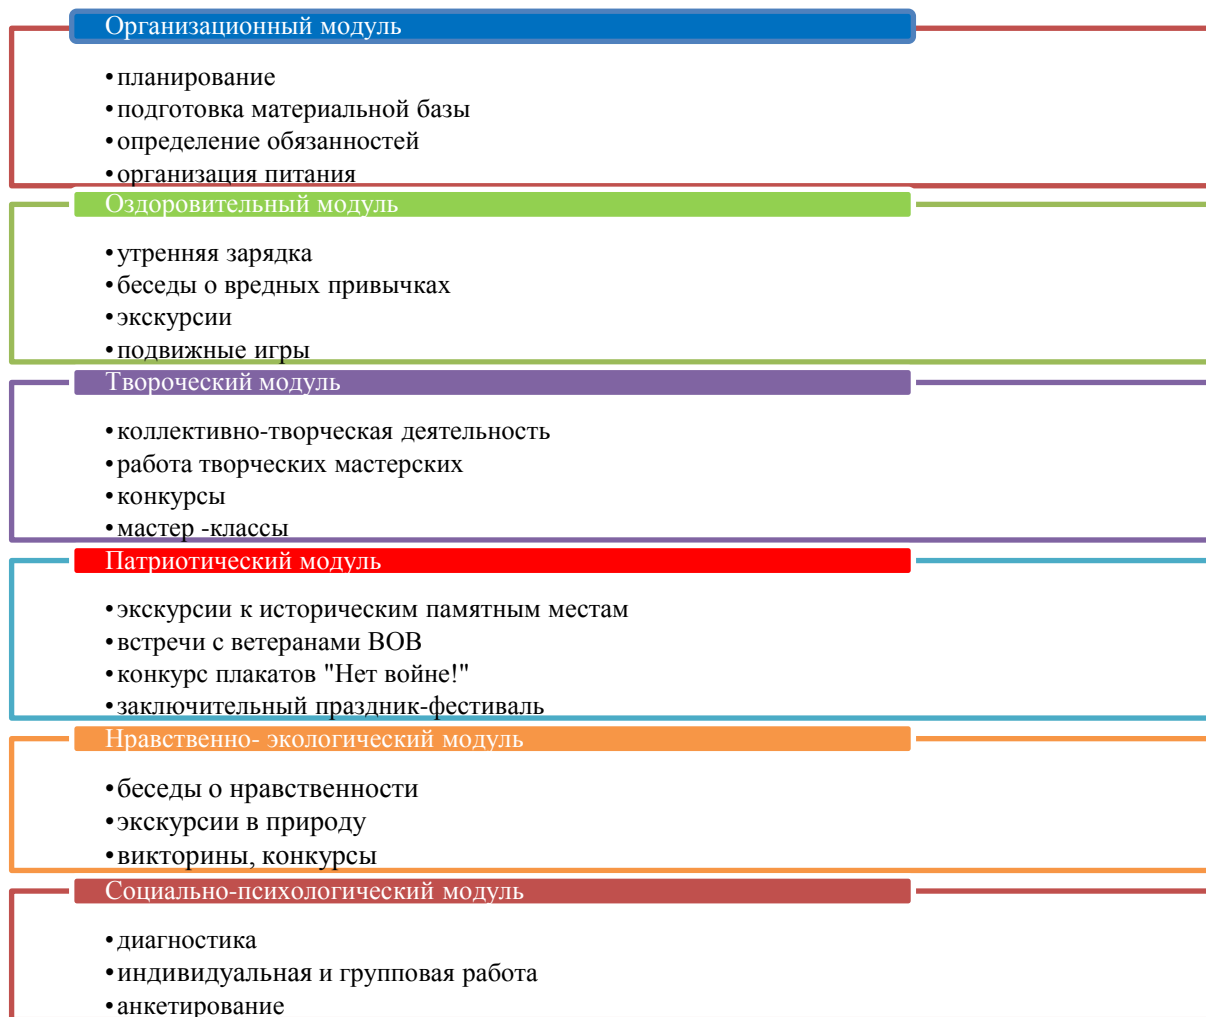 Организационный модуль
•планирование
•подготовка материальной базы
•определение обязанностей
•организация питания
Оздоровительный модуль
•утренняя зарядка
•беседы о вредных привычках
•экскурсии
•подвижные игры
Твороческий модуль
•коллективно-творческая деятельность
•работа творческих мастерских
•конкурсы
•мастер -классы
Патриотический модуль
•экскурсии к историческим памятным местам
•встречи с ветеранами ВОВ
•конкурс плакатов "Нет войне!"
•заключительный праздник-фестиваль
Нравственно- экологический модуль
•беседы о нравственности
•экскурсии в природу
•викторины, конкурсы
Социально-психологический модуль
•диагностика
•индивидуальная и групповая работа
•анкетирование